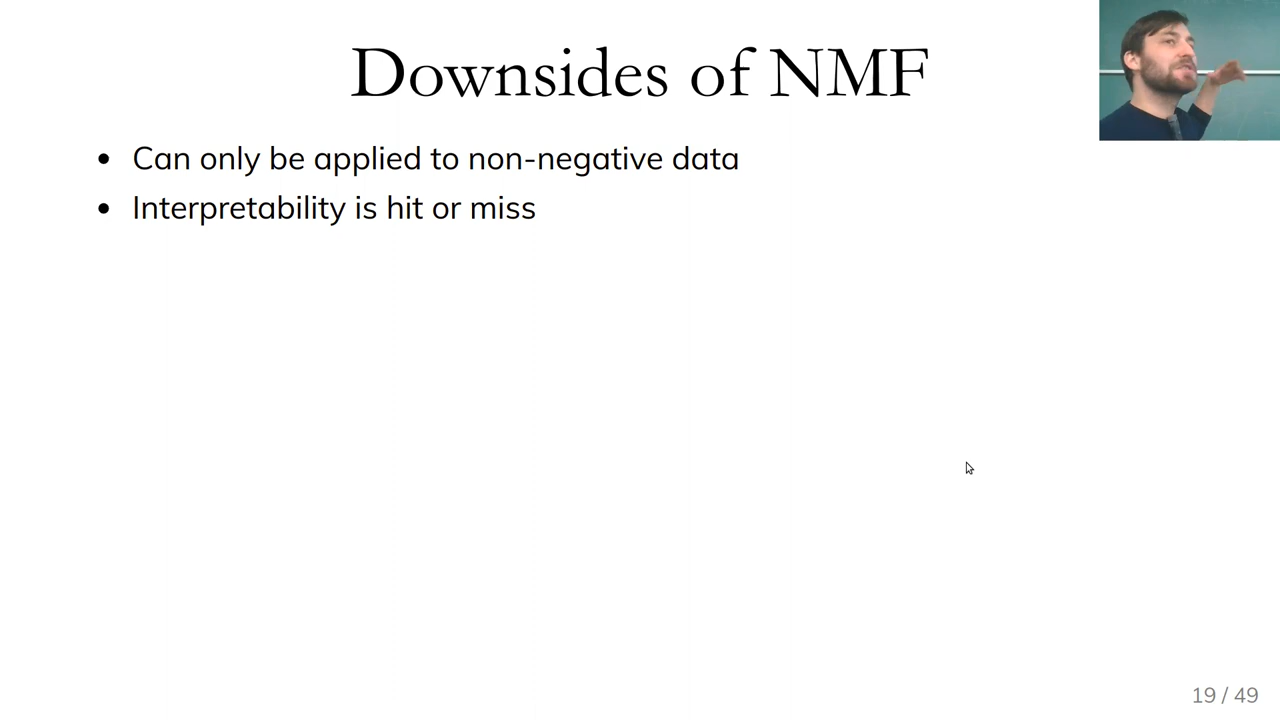 Downsides of NMF
• Can only be applied to non-negative data
• Interpretability is hit or miss
19 / 49